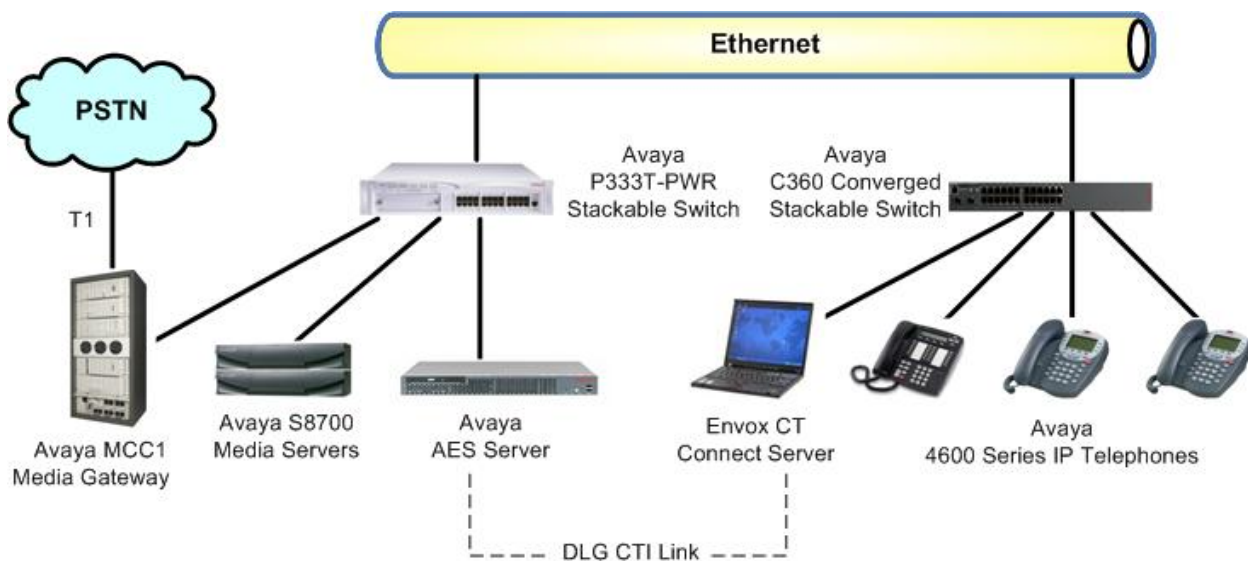 Ethernet
PSTN
T1
Avaya
P333T-PWR
Stackable Switch
Avaya
C360 Converged
Stackable Switch
Avaya MCC1
Media Gateway
Avaya S8700
Media Servers
Avaya
AES Server
Envox CT
Connect Server
Avaya
4600 Series IP Telephones
DLG CTI Link